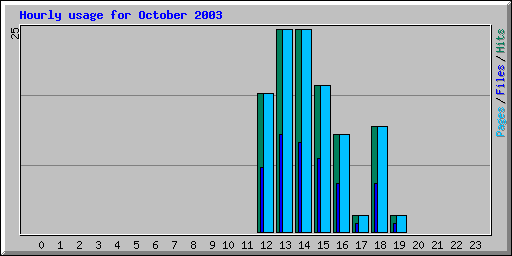 Hourly usage for October 2003
25
Pages/Files/Hits
0 1 2 3 4 5 6 7 8 9 10 11 12 13 14 15 16 17 18 19 20 21 22 23